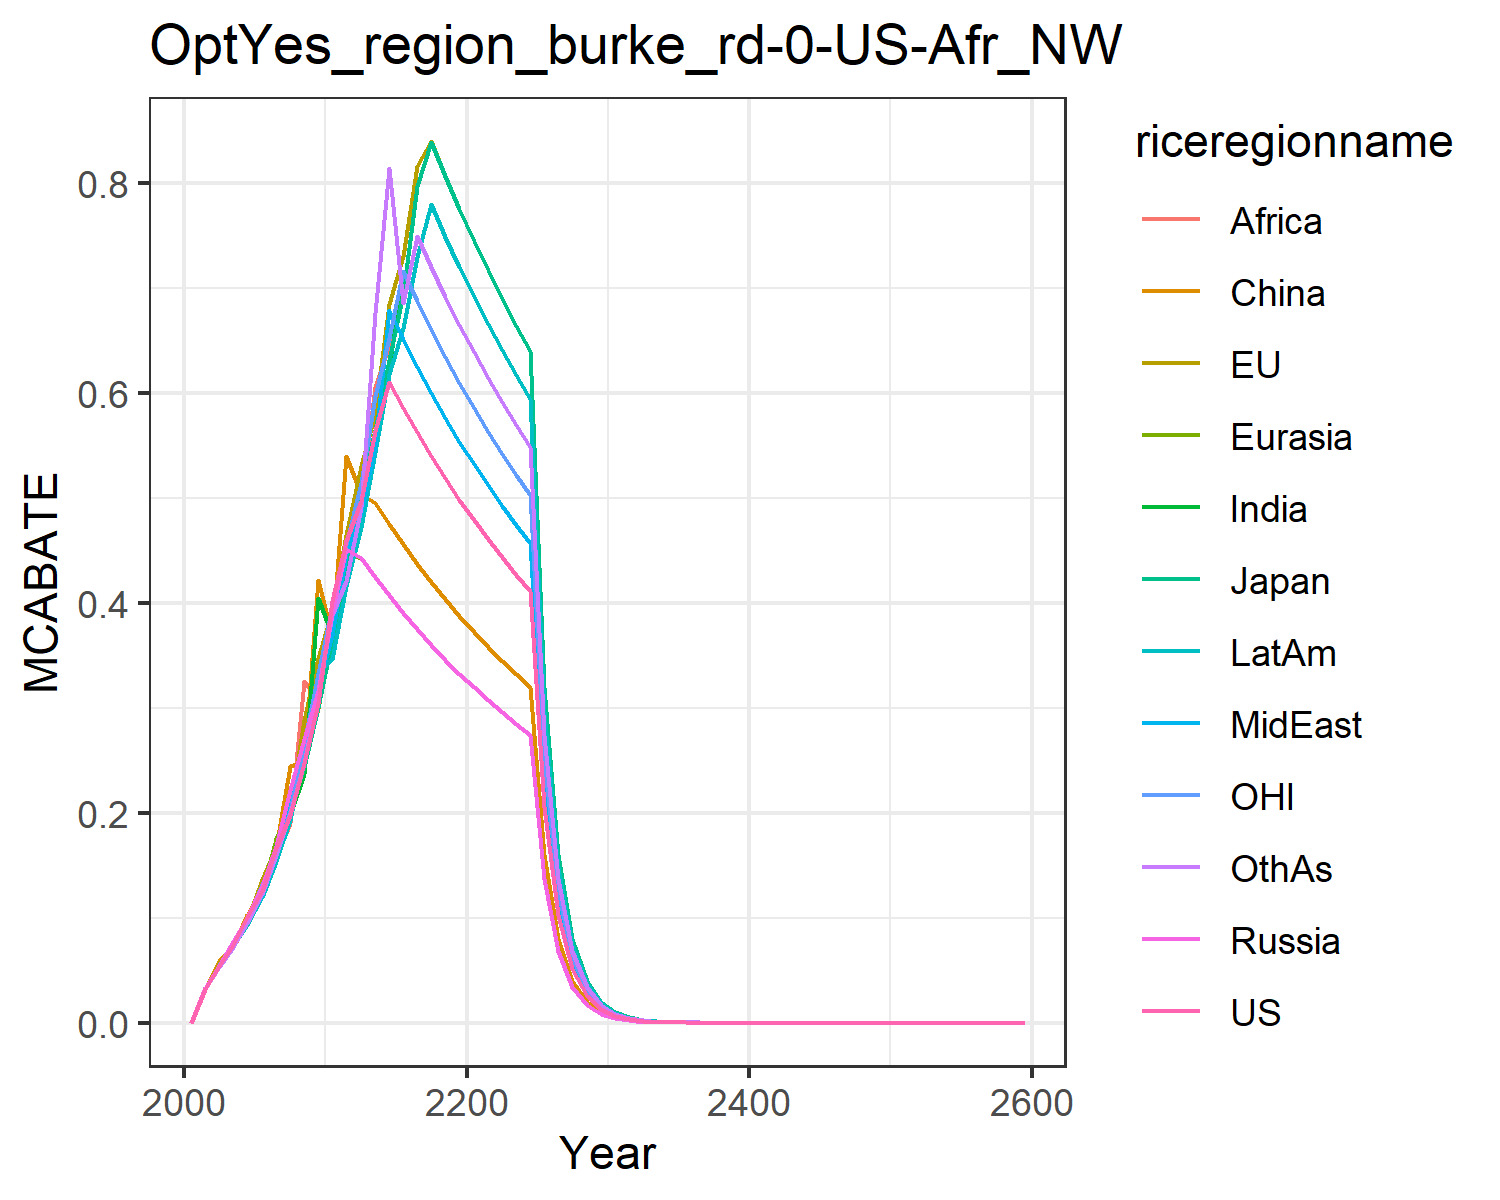 OptYes_region_burke_rd-0-US-Afr_NW
MCABATE
0.8
0.6
0.4
0.2
0.0
2000
2200
2400
2600
Year
riceregionname
Africa
China
EU
Eurasia
India
Japan
LatAm
MidEast
OHI
OthAs
Russia
US